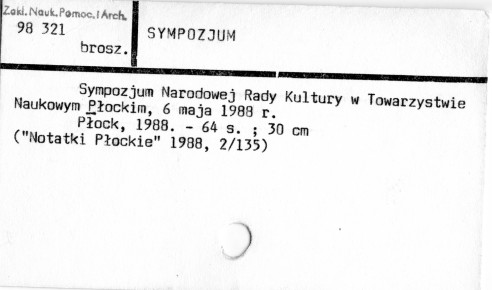 Zakł. Nauk. Pomoc. i Arch.
98 321
brosz.
SYMPOZJUM
Sympozjum Narodowej Rady Kultury w Towarzystwie
Naukowym Płockim, 6 maja 1988 r.
Płock, 1988. - 64 s. ; 30 cm
("Notatki Płockie" 1988, 2/135)